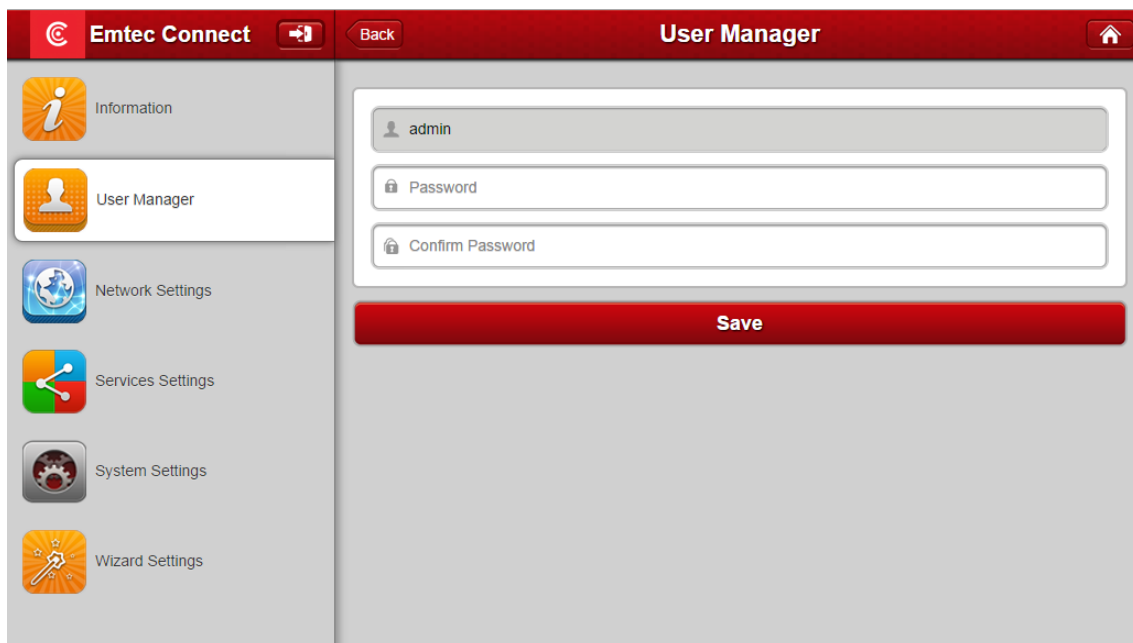 Emtec Connect
Back
User Manager
Information
User Manager
Network Settings
Services Settings
System Settings
Wizard Settings
admin
Password
Confirm Password
Save